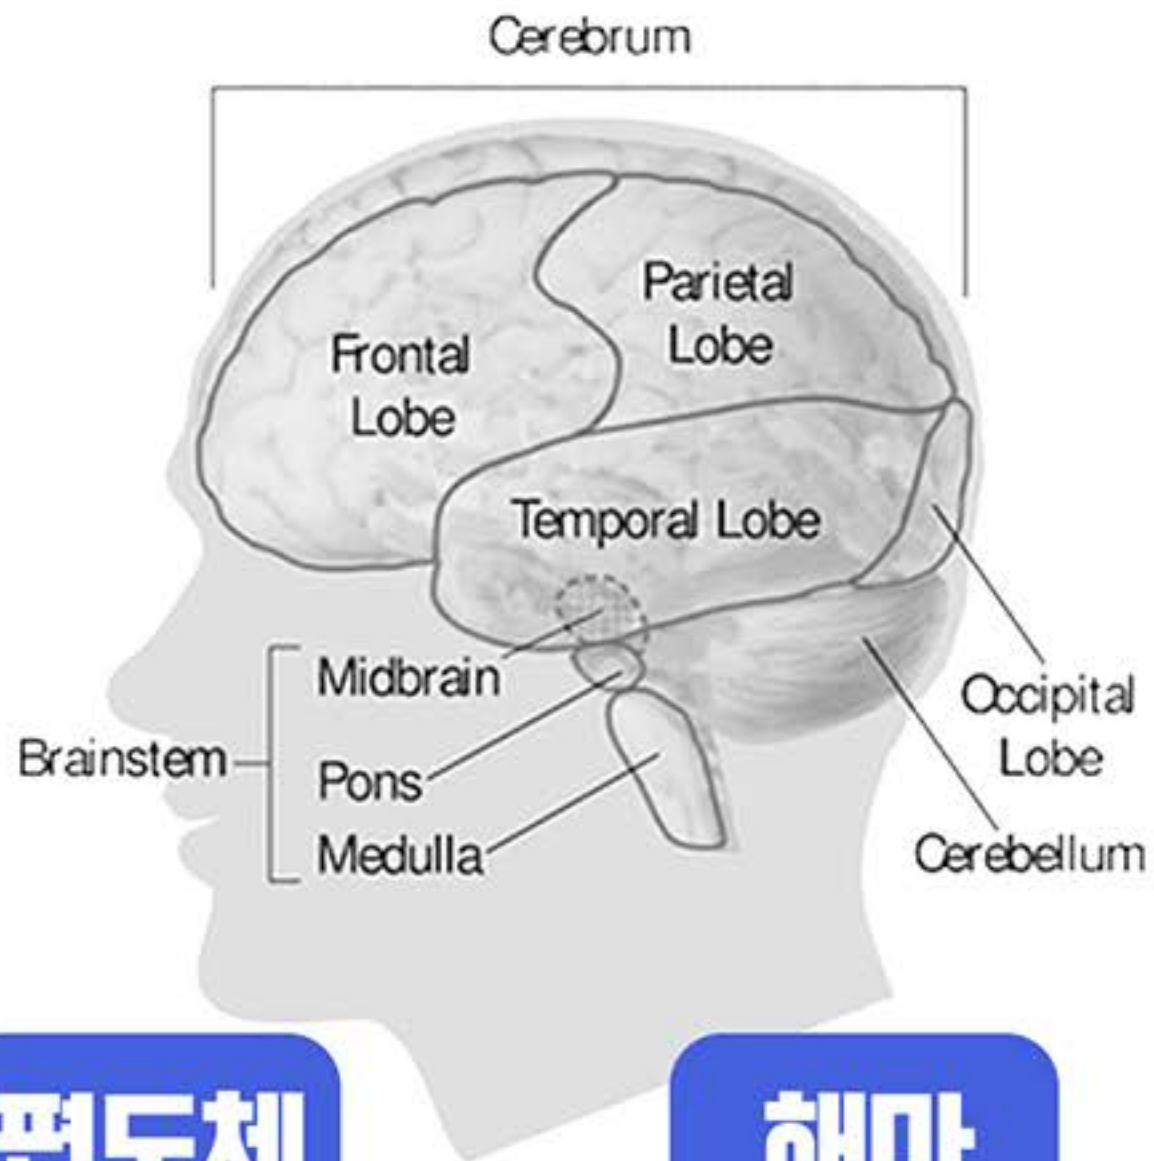 Cerebrum
Parietal
Lobe
Frontal
Lobe
Temporal Lobe
Midbrain
Brainstem
Pons
Medulla
Occipital
Lobe
Cerebellum
편도체
해마